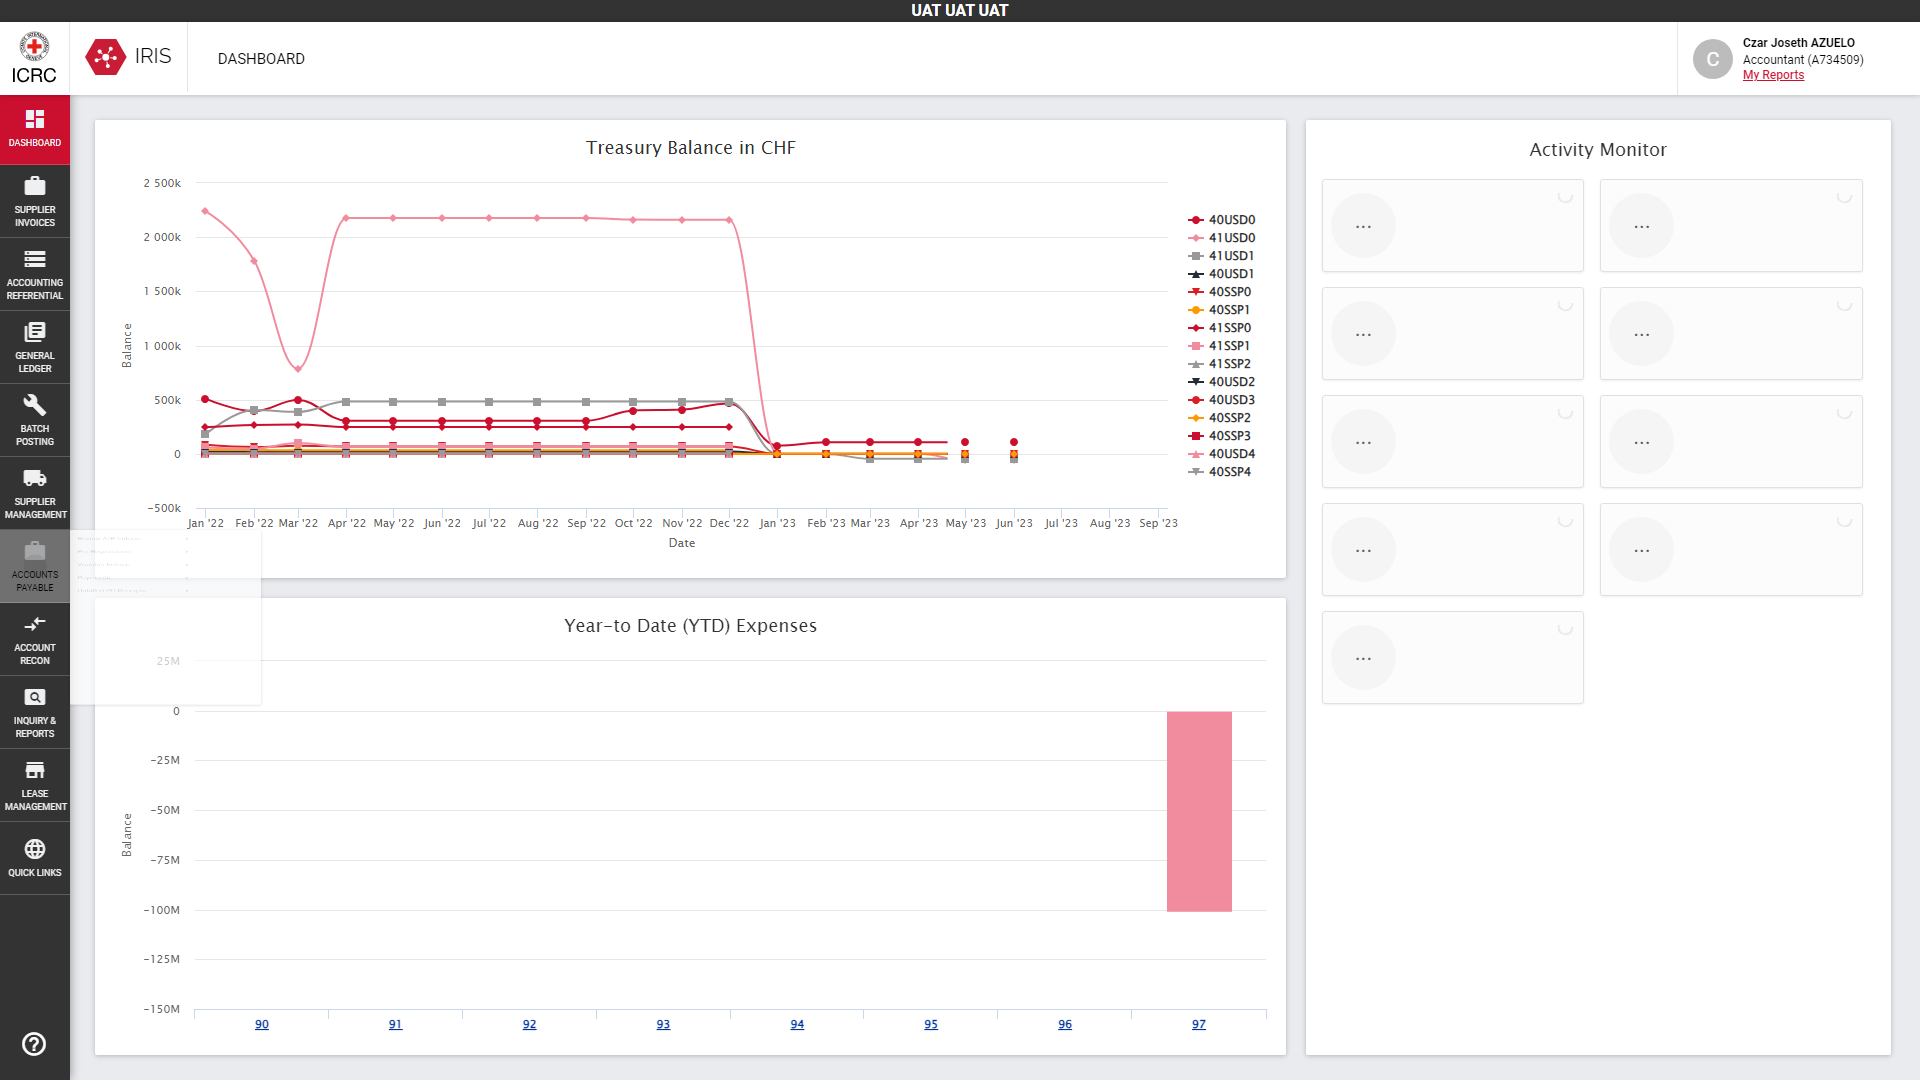 UAT UAT UAT
ICRC
IRIS
DASHBOARD
C
Czar Joseth AZUELO
Accountant (A734509)
My Reports
DASHBOARD
SUPPLIER
INVOICES
ACCOUNTING
REFERENTIAL
GENERAL
LEDGER
BATCH
POSTING
SUPPLIER
MANAGEMENT
ACCOUNTS
PAYABLE
ACCOUNT
RECON
INQUIRY &
REPORTS
LEASE
MANAGEMENT
QUICK LINKS
Treasury Balance in CHF
2 500k
2 000k
1 500k
1 000k
500k
0
−500k
Balance
Jan '22 Feb '22 Mar '22 Apr '22 May '22 Jun '22 Jul '22 Aug '22 Sep '22 Oct '22 Nov '22 Dec '22 Jan '23 Feb '23 Mar '23 Apr '23 May '23 Jun '23 Jul '23 Aug '23 Sep '23
Date
40USD0
41USD0
41USD1
40USD1
40SSP0
40SSP1
41SSP0
41SSP1
41SSP2
40USD2
40USD3
40SSP2
40SSP3
40USD4
40SSP4
Year-to Date (YTD) Expenses
25M
0
−25M
−50M
−75M
−100M
−125M
−150M
Balance
90 91 92 93 94 95 96 97
Activity Monitor
... ...
... ...
... ...
... ...
...